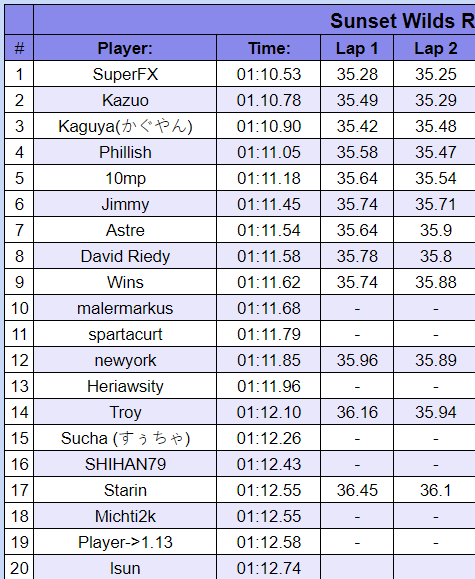 Sunset Wilds R
# Player: Time: Lap 1 Lap 2
1 SuperFX 01:10.53 35.28 35.25
2 Kazuo 01:10.78 35.49 35.29
3 Kaguya(かぐやん) 01:10.90 35.42 35.48
4 Phillish 01:11.05 35.58 35.47
5 10mp 01:11.18 35.64 35.54
6 Jimmy 01:11.45 35.74 35.71
7 Astre 01:11.54 35.64 35.9
8 David Riedy 01:11.58 35.78 35.8
9 Wins 01:11.62 35.74 35.88
10 malermarkus 01:11.68 - -
11 spartacurt 01:11.79 - -
12 newyork 01:11.85 35.96 35.89
13 Heriawsity 01:11.96 - -
14 Troy 01:12.10 36.16 35.94
15 Sucha (すぅちゃ) 01:12.26 - -
16 SHIHAN79 01:12.43 - -
17 Starin 01:12.55 36.45 36.1
18 Michti2k 01:12.55 - -
19 Player->1.13 01:12.58 - -
20 Isun 01:12.74